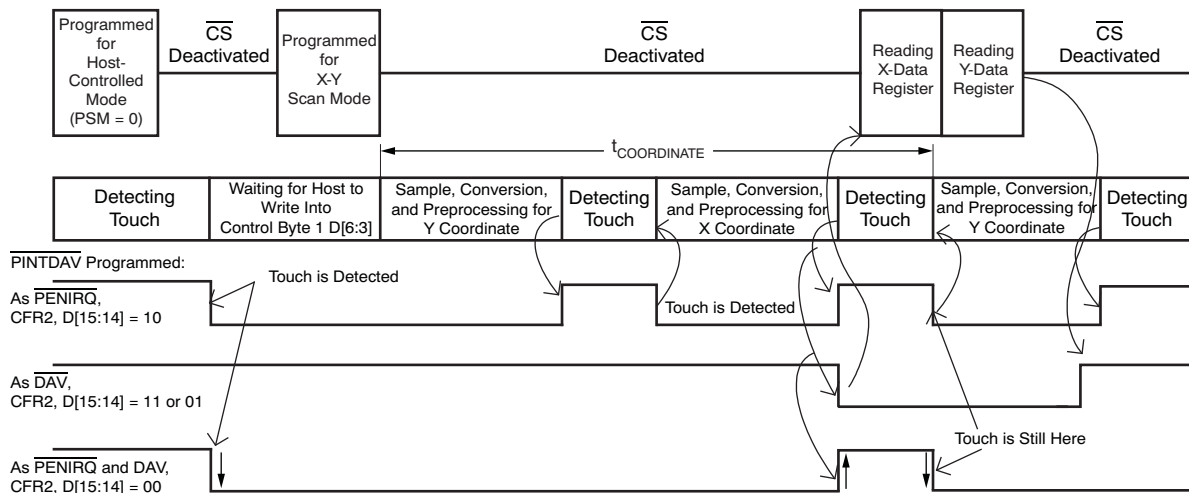 Programmed
for
Host-
Controlled
Mode
(PSM = 0)
CS
Deactivated
Programmed
for
X-Y
Scan Mode
CS
Deactivated
Reading
X-Data
Register
Reading
Y-Data
Register
CS
Deactivated
tCOORDINATE
Detecting
Touch
Waiting for Host to
Write Into
Control Byte 1 D[6:3]
Sample, Conversion,
and Preprocessing for
Y Coordinate
Detecting
Touch
Sample, Conversion,
and Preprocessing for
X Coordinate
Detecting
Touch
Sample, Conversion,
and Preprocessing for
Y Coordinate
Detecting
Touch
PINTDAV Programmed:
Touch is Detected
As PENIRQ,
CFR2, D[15:14] = 10
Touch is Detected
As DAV,
CFR2, D[15:14] = 11 or 01
Touch is Still Here
As PENIRQ and DAV,
CFR2, D[15:14] = 00